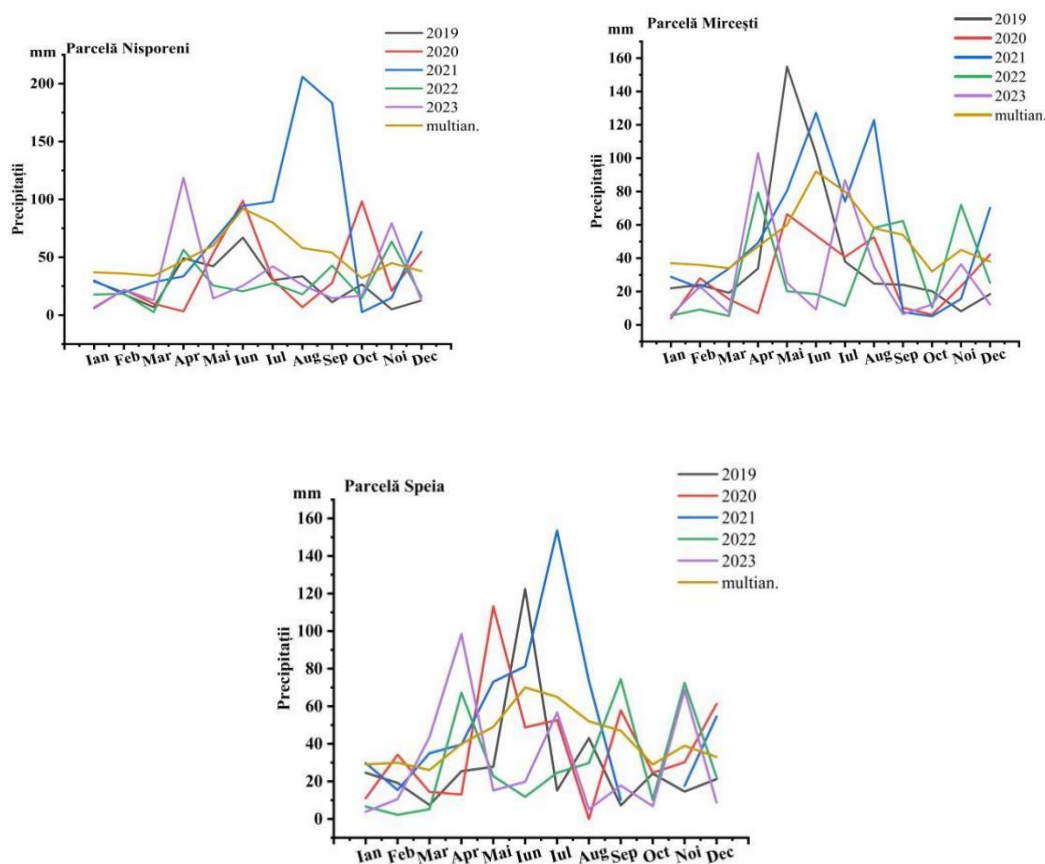 Parcelă Nisporeni
mm
2019
2020
2021
2022
2023
multian.
Precipitații
200
150
100
50
0
Ian Feb Mar Apr Mai Iun Iul Aug Sep Oct Noi Dec
Parcelă Mircești
mm
2019
2020
2021
2022
2023
multian.
Precipitații
160
140
120
100
80
60
40
20
0
Ian Feb Mar Apr Mai Iun Iul Aug Sep Oct Noi Dec
Parcelă Speia
mm
2019
2020
2021
2022
2023
multian.
Precipitații
160
140
120
100
80
60
40
20
0
Ian Feb Mar Apr Mai Iun Iul Aug Sep Oct Noi Dec